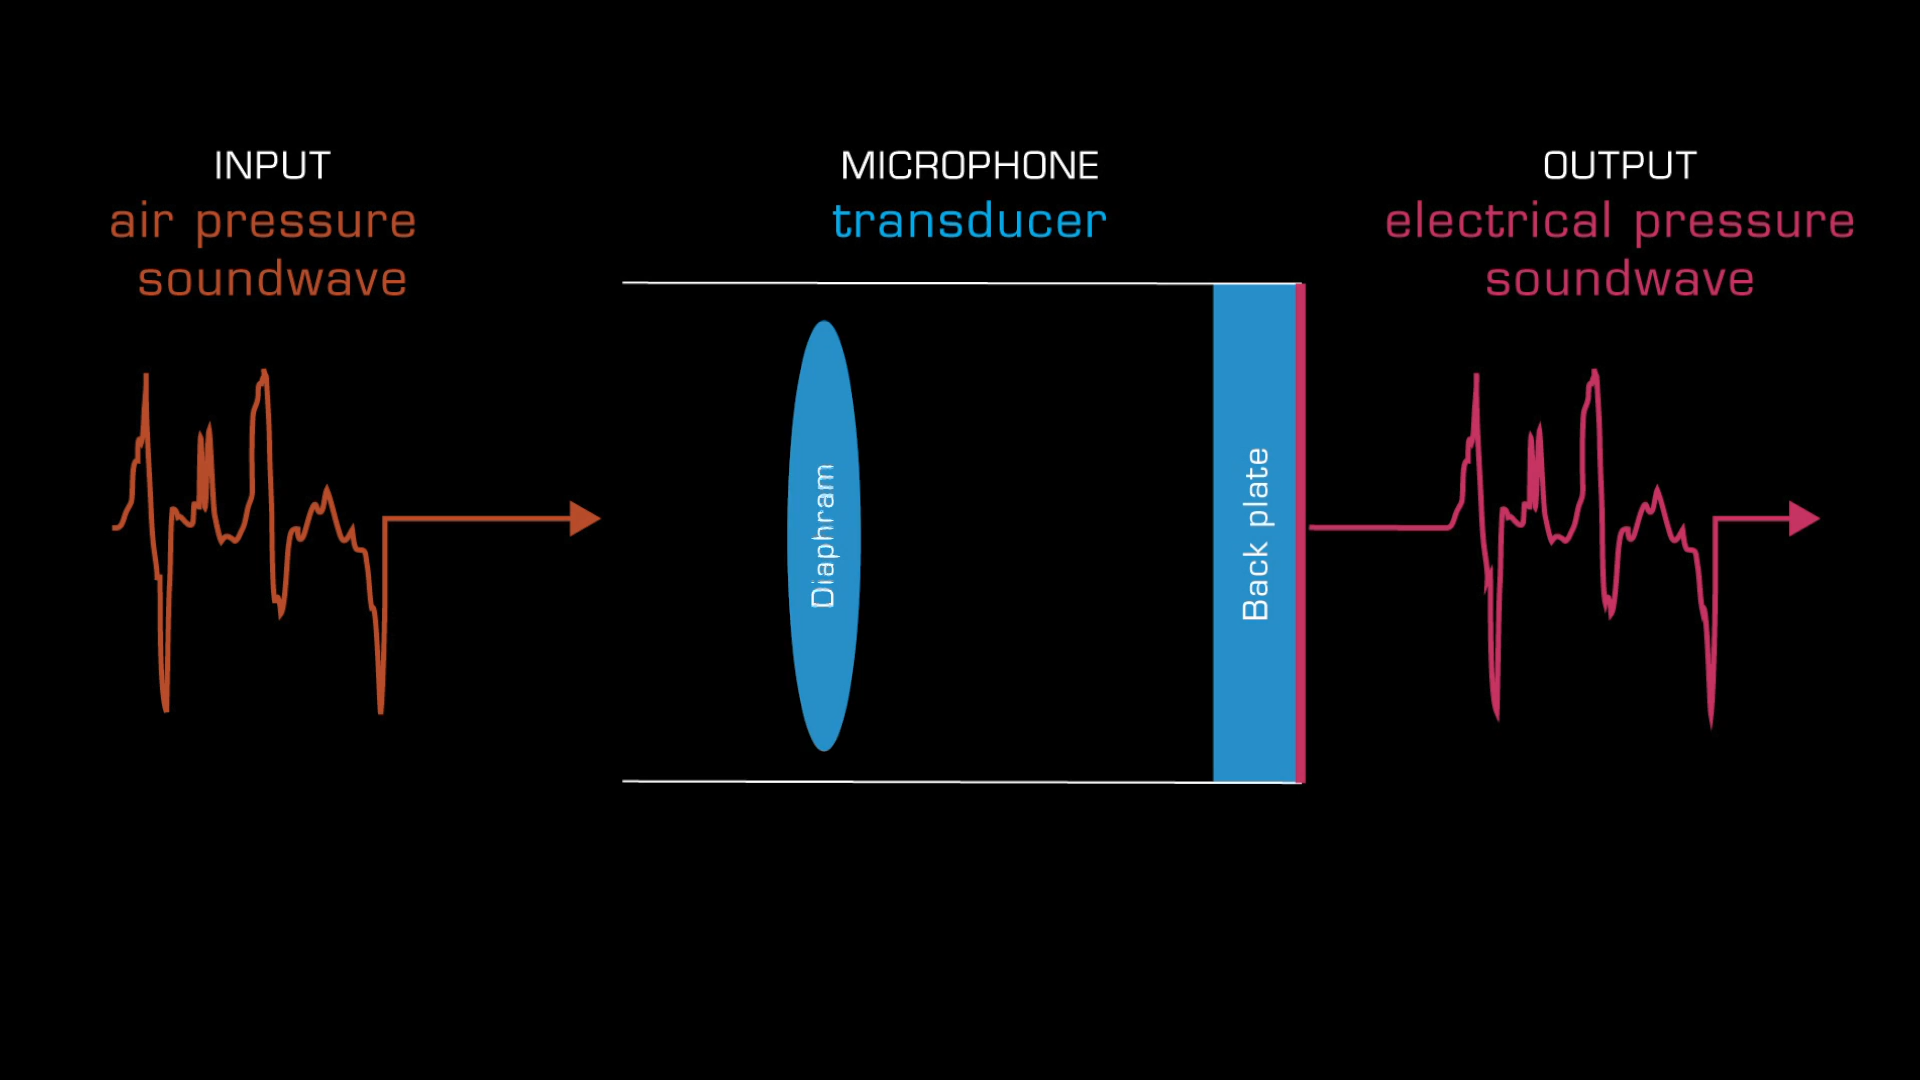 INPUT
air pressure
soundwave
MICROPHONE
transducer
Diaphram
Back plate
OUTPUT
electrical pressure
soundwave